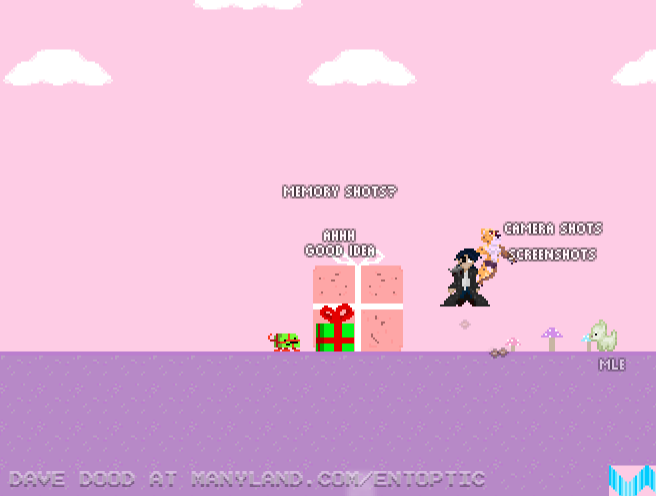 MEMORY SHOTS?
CAMERA SHOTS
AHHH
GOOD IDEA
SCREENSHOTS
MLE
DAVE DOOD AT MANYLAND.COM/ENTOPTIC